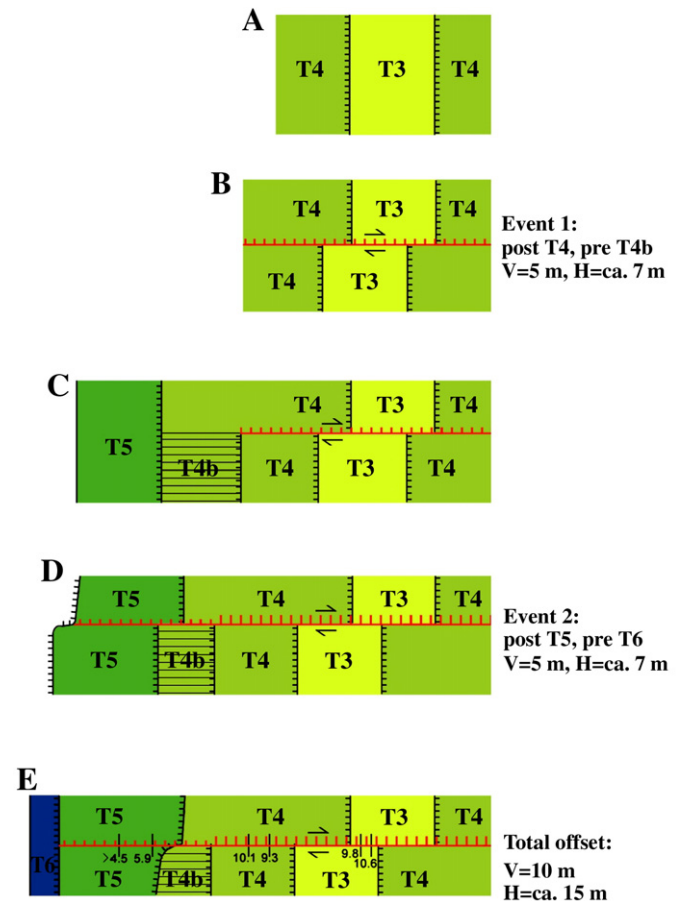 A
T4 T3 T4
B
T4 T3 T4
T4 T3
Event 1:
post T4, pre T4b
V=5 m, H=ca. 7 m
C
T4 T3 T4
T5
T4b T4 T3 T4
D
T5 T4 T3 T4
T5 T4b T4 T3
Event 2:
post T5, pre T6
V=5 m, H=ca. 7 m
E
T5 T4 T3 T4
>4.5 5.9 10.1 9.3 9.8
10.6
T6
T5 T4b T4 T3 T4
Total offset:
V=10 m
H=ca. 15 m